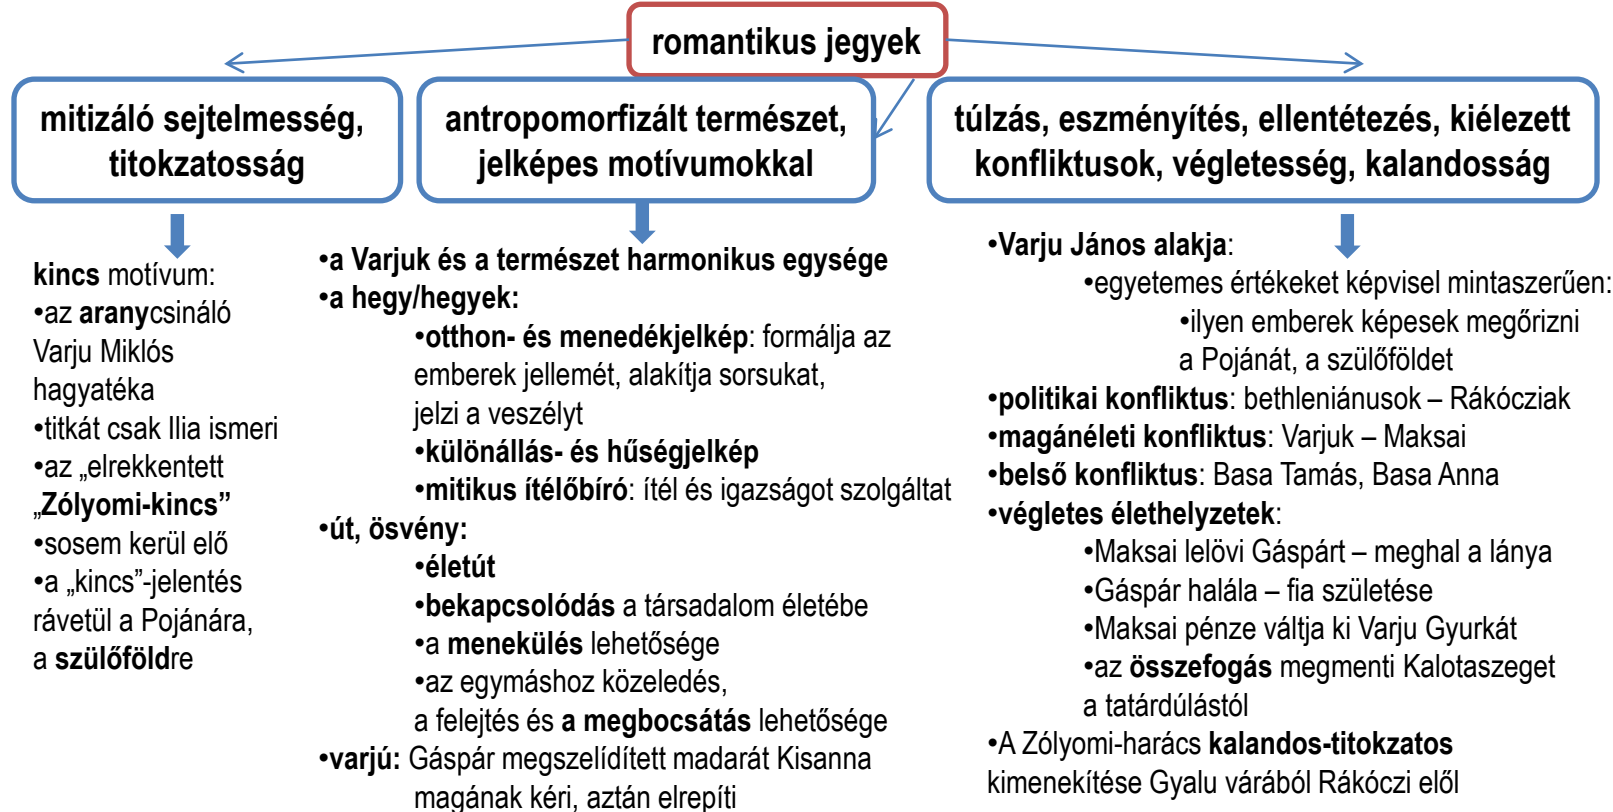 romantikus jegyek
mitizáló sejtelmesség,
titokzatosság
kincs motívum:
•az aranycsináló
Varju Miklós
hagyatéka
•titkát csak Ilia ismeri
•az „elrekkentett
„Zólyomi-kincs”
•sosem kerül elő
•a „kincs”-jelentés
rávetül a Pojánára,
a szülőföldre
antropomorfizált természet,
jelképes motívumokkal
•a Varjuk és a természet harmonikus egysége
•a hegy/hegyek:
•otthon- és menedékjelkép: formálja az
emberek jellemét, alakítja sorsukat,
jelzi a veszélyt
•különállás- és hűségjelkép
•mitikus ítélőbíró: ítél és igazságot szolgáltat
•út, ösvény:
•életút
•bekapcsolódás a társadalom életébe
•a menekülés lehetősége
•az egymáshoz közeledés,
a felejtés és a megbocsátás lehetősége
•varjú: Gáspár megszelídített madarát Kisanna
magának kéri, aztán elrepíti
túlzás, eszményítés, ellentétezés, kiélezett
konfliktusok, végletesség, kalandosság
•Varju János alakja:
•egyetemes értékeket képvisel mintaszerűen:
•ilyen emberek képesek megőrizni
a Pojánát, a szülőföldet
•politikai konfliktus: bethleniánusok – Rákócziak
•magánéleti konfliktus: Varjuk – Maksai
•belső konfliktus: Basa Tamás, Basa Anna
•végletes élethelyzetek:
•Maksai lelövi Gáspárt – meghal a lánya
•Gáspár halála – fia születése
•Maksai pénze váltja ki Varju Gyurkát
•az összefogás megmenti Kalotaszeget
a tatárdúlástól
•A Zólyomi-harács kalandos-titokzatos
kimenekítése Gyalu várából Rákóczi elől